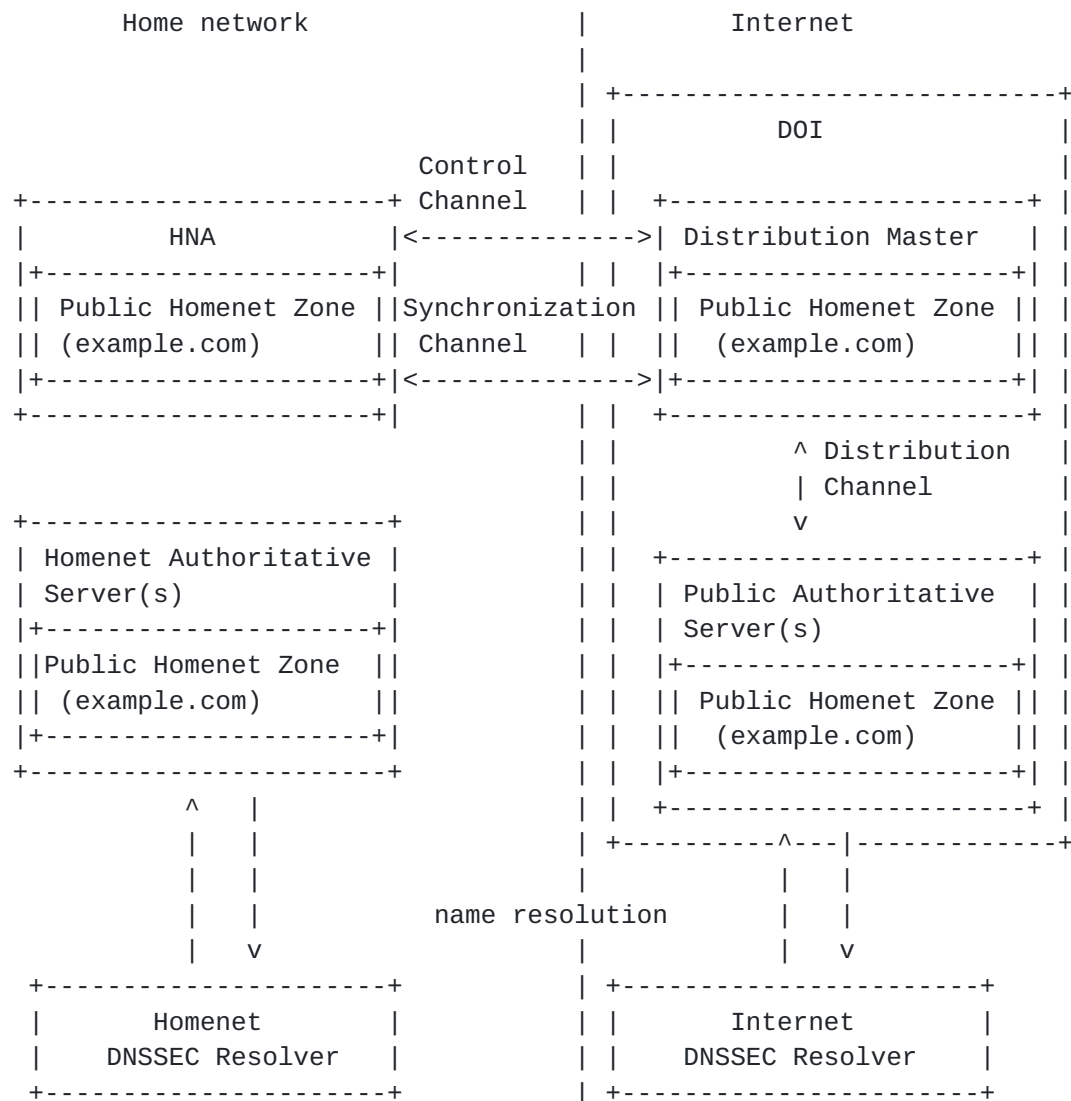 Home network | Internet
|
| +----------------------------+
| | DOI |
Control | | |
+-----------------------+ Channel | | +-----------------------+ |
| HNA |<-------------->| Distribution Master | |
|+---------------------+| | | |+---------------------+| |
|| Public Homenet Zone ||Synchronization || Public Homenet Zone || |
|| (example.com) || Channel | | || (example.com) || |
|+---------------------+|<-------------->|+---------------------+| |
+----------------------+| | | +-----------------------+ |
| | ^ Distribution |
| | | Channel |
+-----------------------+ | | v |
| Homenet Authoritative | | | +-----------------------+ |
| Server(s) | | | | Public Authoritative | |
|+---------------------+| | | | Server(s) | |
||Public Homenet Zone || | | |+---------------------+| |
|| (example.com) || | | || Public Homenet Zone || |
|+---------------------+| | | || (example.com) || |
+-----------------------+ | | |+---------------------+| |
^ | | | +-----------------------+ |
| | | +----------^---|-------------+
| | | | |
| | name resolution | |
| v | | v
+----------------------+ | +-----------------------+
| Homenet | | | Internet |
| DNSSEC Resolver | | | DNSSEC Resolver |
+----------------------+ | +-----------------------+